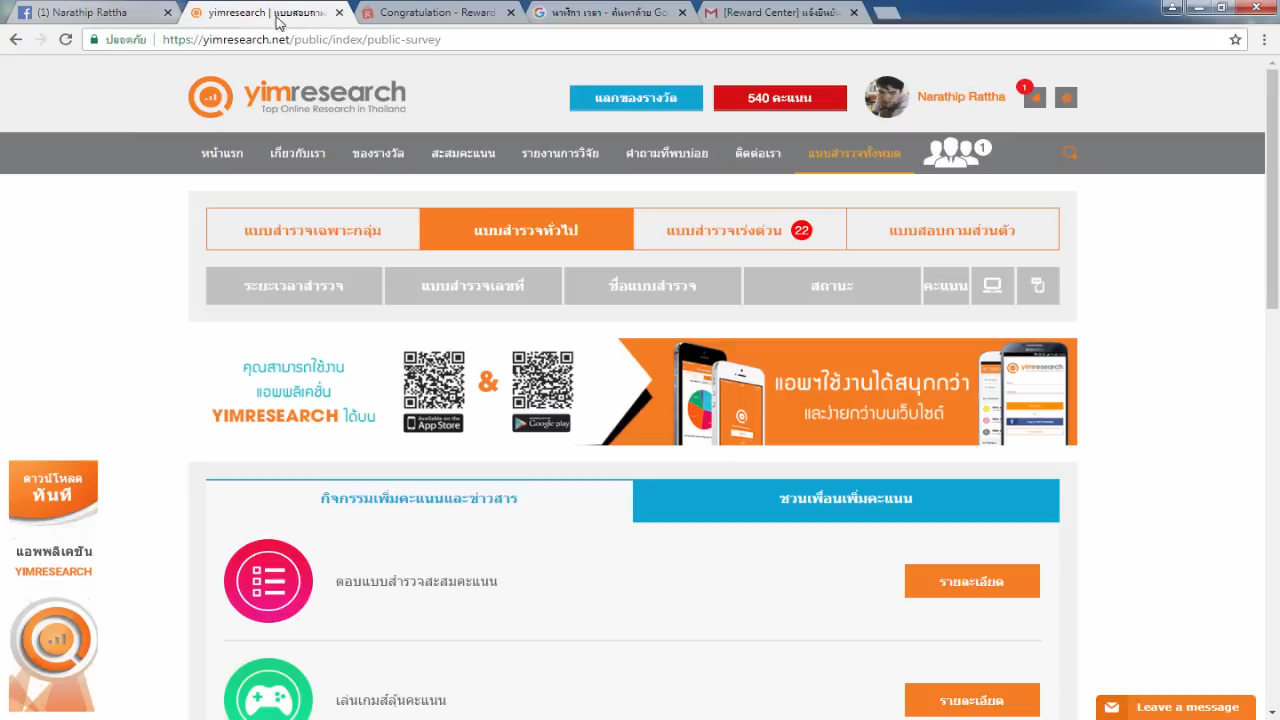 (1) Narathip Rattha
yimresearch | แบบสอบถาม
Congratulation - Reward
นาฬิกา เวลา - ค้นหาด้วย Goo
[Reward Center] แจ้งยืนยัน
ปลอดภัย
https://yimresearch.net/public/index/public-survey
yimresearch
Top Online Research in Thailand
แลกของรางวัล
540 คะแนน
Narathip Rattha
1
หน้าแรก
เกี่ยวกับเรา
ของรางวัล
สะสมคะแนน
รายงานการวิจัย
คำถามที่พบบ่อย
ติดต่อเรา
แบบสำรวจทั้งหมด
1
แบบสำรวจเฉพาะกลุ่ม
แบบสำรวจทั่วไป
แบบสำรวจเร่งด่วน 22
แบบสอบถามส่วนตัว
ระยะเวลาสำรวจ
แบบสำรวจเลขที่
ชื่อแบบสำรวจ
สถานะ
คะแนน
คุณสามารถใช้งาน
แอพพลิเคชั่น
YIMRESEARCH ได้บน
Available on the
App Store
&
Google play
แอพฯใช้งานได้สนุกกว่า
และง่ายกว่าบนเว็บไซต์
yimresearch
กิจกรรมเพิ่มคะแนนและข่าวสาร
ชวนเพื่อนเพิ่มคะแนน
ตอบแบบสำรวจสะสมคะแนน
รายละเอียด
เล่นเกมส์ลุ้นคะแนน
รายละเอียด
ดาวน์โหลด
ทันที
แอพพลิเคชัน
YIMRESEARCH
Leave a message